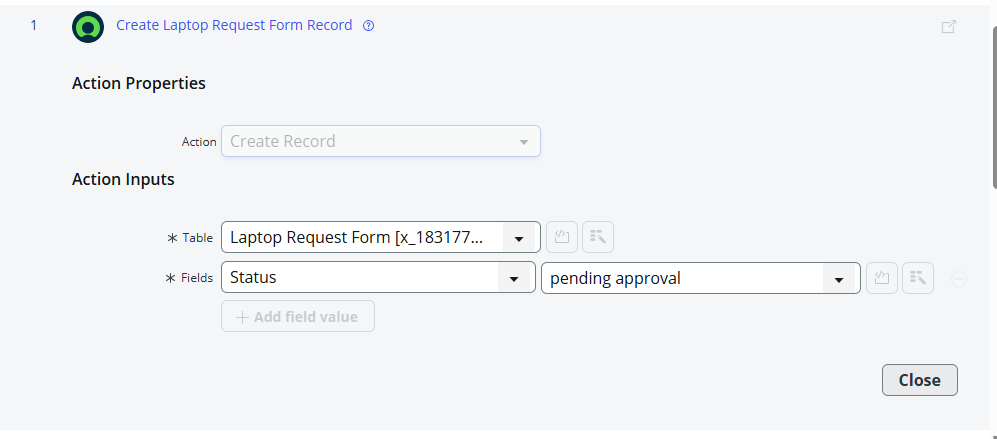 1 Create Laptop Request Form Record
Action Properties
Action Create Record
Action Inputs
* Table Laptop Request Form [x_183177...
* Fields Status pending approval
+ Add field value
Close